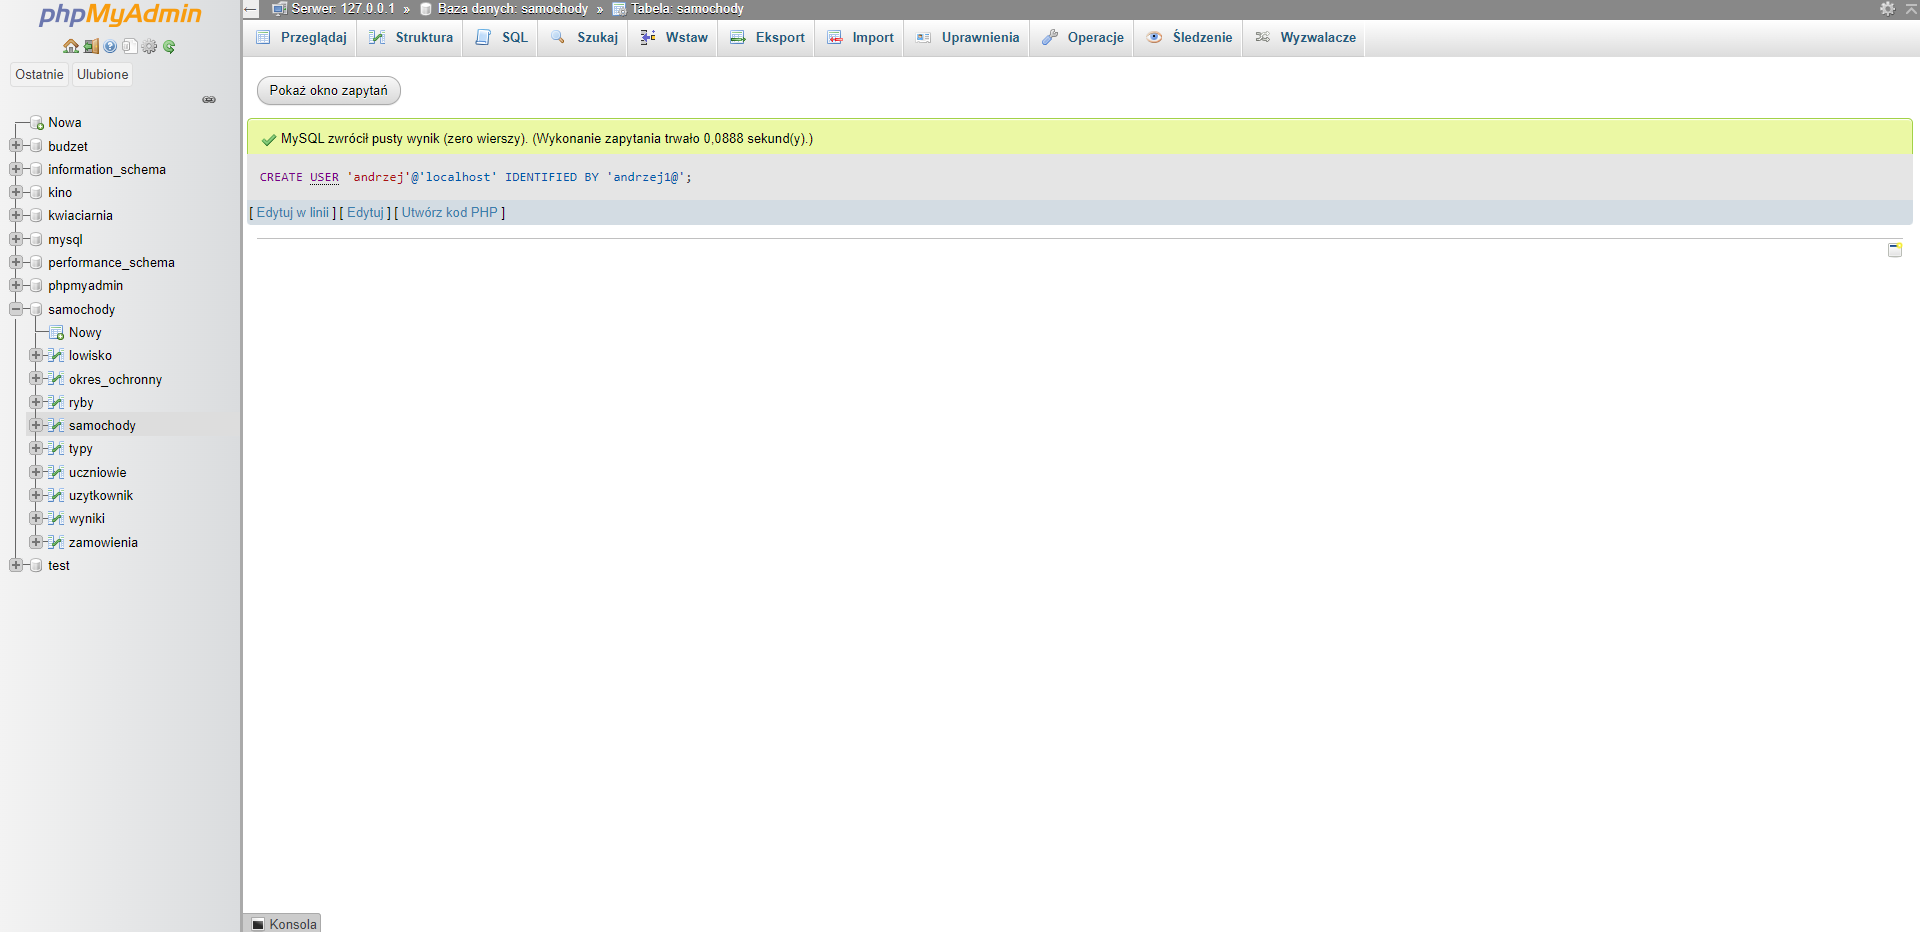 phpMyAdmin
Ostatnie Ulubione
Nowa
budzet
information_schema
kino
kwiaciarnia
mysql
performance_schema
phpmyadmin
samochody
Nowy
lowisko
okres_ochronny
ryby
samochody
typy
uczniowie
uzytkownik
wyniki
zamowienia
test
Serwer: 127.0.0.1 » Baza danych: samochody » Tabela: samochody
Przeglądaj Struktura SQL Szukaj Wstaw Eksport Import Uprawnienia Operacje Śledzenie Wyzwalacze
Pokaż okno zapytań
MySQL zwrócił pusty wynik (zero wierszy). (Wykonanie zapytania trwało 0,0888 sekund(y).)
CREATE USER 'andrzej'@'localhost' IDENTIFIED BY 'andrzej1@';
[ Edytuj w linii ] [ Edytuj ] [ Utwórz kod PHP ]
Konsola